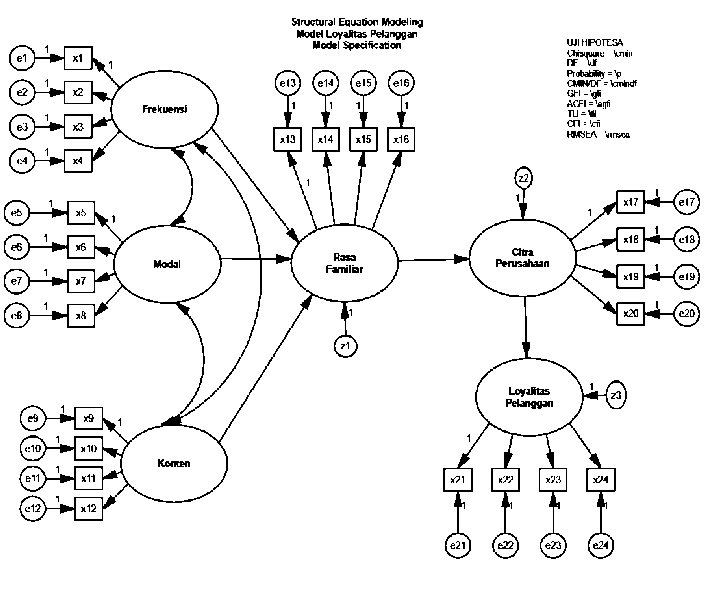 Structural Equation Modeling
Model Loyalitas Pelanggan
Model Specification
UJI HIPOTESA
Chisquare \cmin
DF \df
Probability = \p
CMIN/DF = \cmindf
GFI = \gfi
AGFI = \agfi
TLI = \tli
CFI = \cfi
RMSEA \rmsea
e1 1 x1 1
e2 1 x2
e3 1 x3
e4 1 x4
Frekuensi
e5 1 x5 1
e6 1 x6
e7 1 x7
e8 1 x8
Modal
e9 1 x9 1
e10 1 x10
e11 1 x11
e12 1 x12
Konten
e13 e14 e15 e16
1 1 1 1
x13 x14 x15 x16
1
Rasa
Familiar
1
z1
z2
1
Citra
Perusahaan
1 x17 1 e17
x18 1 e18
x19 1 e19
x20 1 e20
Loyalitas
Pelanggan
1 z3
1
x21 x22 x23 x24
1 1 1 1
e21 e22 e23 e24